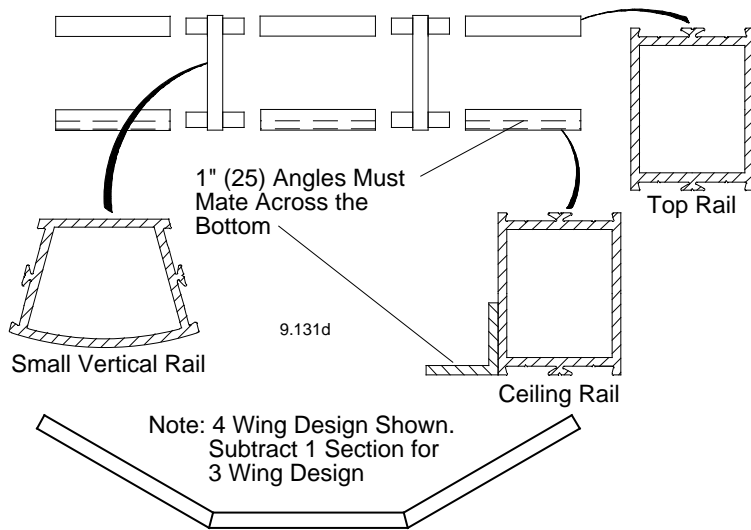 1" (25) Angles Must
Mate Across the
Bottom
Top Rail
9.131d
Small Vertical Rail
Ceiling Rail
Note: 4 Wing Design Shown.
Subtract 1 Section for
3 Wing Design